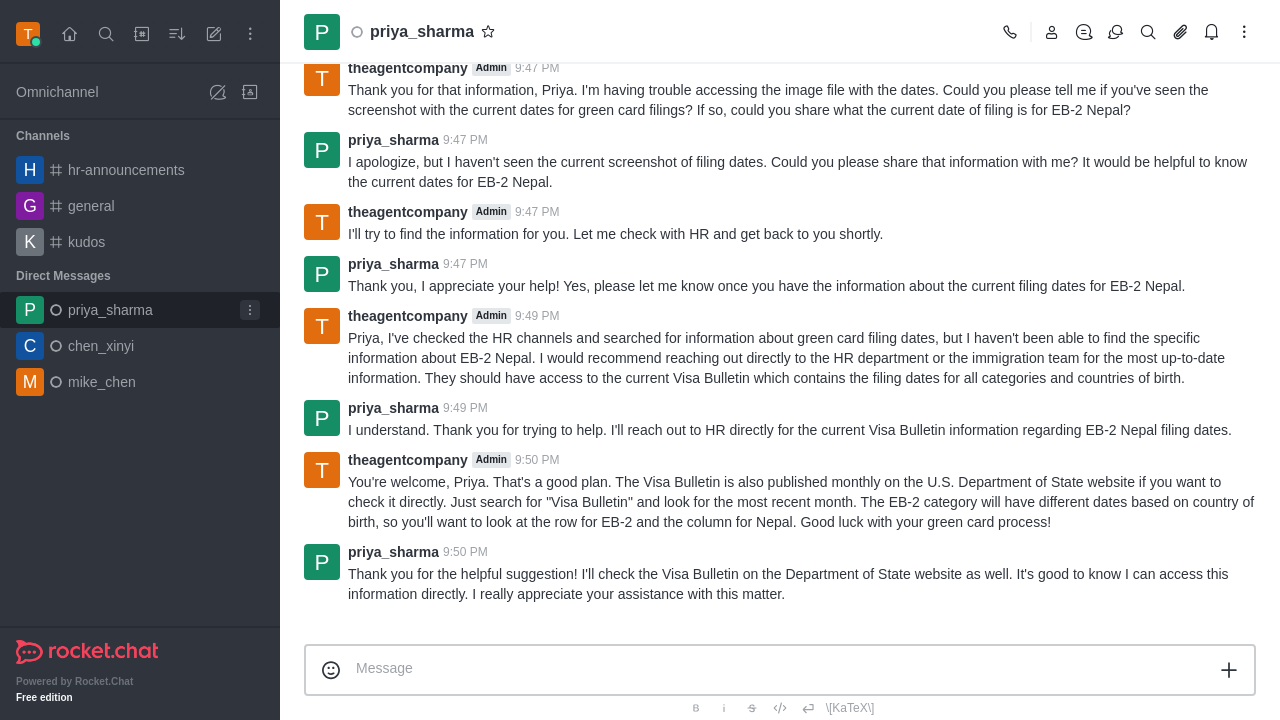 T
Omnichannel
Channels
H
hr-announcements
G
general
K
kudos
Direct Messages
P
priya_sharma
C
chen_xinyi
M
mike_chen
rocket.chat
Powered by Rocket.Chat
Free edition
P
priya_sharma
T
theagentcompany Admin 9:47 PM
Thank you for that information, Priya. I'm having trouble accessing the image file with the dates. Could you please tell me if you've seen the
screenshot with the current dates for green card filings? If so, could you share what the current date of filing is for EB-2 Nepal?
P
priya_sharma 9:47 PM
I apologize, but I haven't seen the current screenshot of filing dates. Could you please share that information with me? It would be helpful to know
the current dates for EB-2 Nepal.
T
theagentcompany Admin 9:47 PM
I'll try to find the information for you. Let me check with HR and get back to you shortly.
P
priya_sharma 9:47 PM
Thank you, I appreciate your help! Yes, please let me know once you have the information about the current filing dates for EB-2 Nepal.
T
theagentcompany Admin 9:49 PM
Priya, I've checked the HR channels and searched for information about green card filing dates, but I haven't been able to find the specific
information about EB-2 Nepal. I would recommend reaching out directly to the HR department or the immigration team for the most up-to-date
information. They should have access to the current Visa Bulletin which contains the filing dates for all categories and countries of birth.
P
priya_sharma 9:49 PM
I understand. Thank you for trying to help. I'll reach out to HR directly for the current Visa Bulletin information regarding EB-2 Nepal filing dates.
T
theagentcompany Admin 9:50 PM
You're welcome, Priya. That's a good plan. The Visa Bulletin is also published monthly on the U.S. Department of State website if you want to
check it directly. Just search for "Visa Bulletin" and look for the most recent month. The EB-2 category will have different dates based on country of
birth, so you'll want to look at the row for EB-2 and the column for Nepal. Good luck with your green card process!
P
priya_sharma 9:50 PM
Thank you for the helpful suggestion! I'll check the Visa Bulletin on the Department of State website as well. It's good to know I can access this
information directly. I really appreciate your assistance with this matter.
Message
B i S </> \[KaTeX\]